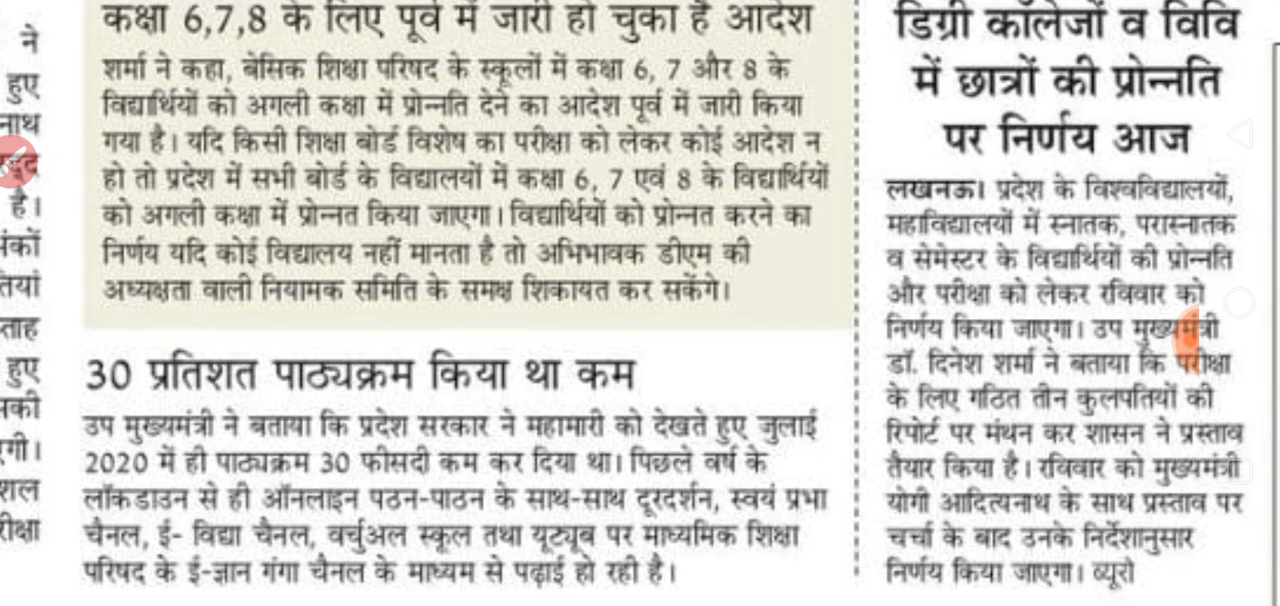 ने
हुए
नाथ
है।
तियां
ताह
हुए
रीक्षा
कक्षा 6,7,8 के लिए पूर्व में जारी हो चुका है आदेश
शर्मा ने कहा, बेसिक शिक्षा परिषद के स्कूलों में कक्षा 6, 7 और 8 के
विद्यार्थियों को अगली कक्षा में प्रोन्नति देने का आदेश पूर्व में जारी किया
गया है। यदि किसी शिक्षा बोर्ड विशेष का परीक्षा को लेकर कोई आदेश न
हो तो प्रदेश में सभी बोर्ड के विद्यालयों में कक्षा 6, 7 एवं 8 के विद्यार्थियों
को अगली कक्षा में प्रोन्नत किया जाएगा। विद्यार्थियों को प्रोन्नत करने का
निर्णय यदि कोई विद्यालय नहीं मानता है तो अभिभावक डीएम की
अध्यक्षता वाली नियामक समिति के समक्ष शिकायत कर सकेंगे।
30 प्रतिशत पाठ्यक्रम किया था कम
उप मुख्यमंत्री ने बताया कि प्रदेश सरकार ने महामारी को देखते हुए जुलाई
2020 में ही पाठ्यक्रम 30 फीसदी कम कर दिया था। पिछले वर्ष के
लॉकडाउन से ही ऑनलाइन पठन-पाठन के साथ-साथ दूरदर्शन, स्वयं प्रभा
चैनल, ई- विद्या चैनल, वर्चुअल स्कूल तथा यूट्यूब पर माध्यमिक शिक्षा
परिषद के ई-ज्ञान गंगा चैनल के माध्यम से पढ़ाई हो रही है।
डिग्री कॉलेजों व विवि
में छात्रों की प्रोन्नति
पर निर्णय आज
लखनऊ। प्रदेश के विश्वविद्यालयों,
महाविद्यालयों में स्नातक, परास्नातक
व सेमेस्टर के विद्यार्थियों की प्रोन्नति
और परीक्षा को लेकर रविवार को
निर्णय किया जाएगा। उप मुख्यमंत्री
डॉ. दिनेश शर्मा ने बताया कि परीक्षा
के लिए गठित तीन कुलपतियों की
रिपोर्ट पर मंथन कर शासन ने प्रस्ताव
तैयार किया है। रविवार को मुख्यमंत्री
योगी आदित्यनाथ के साथ प्रस्ताव पर
चर्चा के बाद उनके निर्देशानुसार
निर्णय किया जाएगा। ब्यूरो